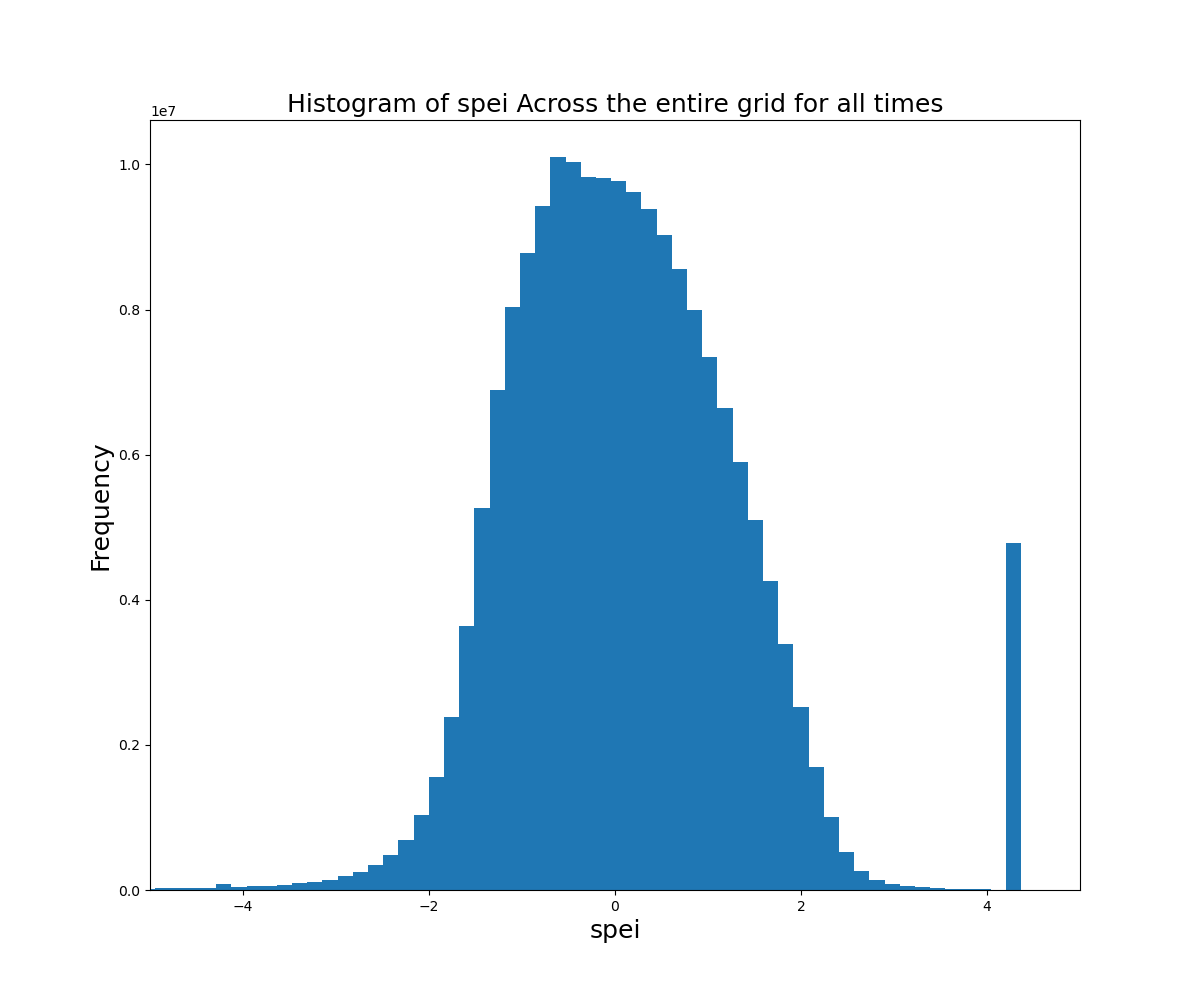 Histogram of spei Across the entire grid for all times
1e7
1.0
0.8
0.6
0.4
0.2
0.0
Frequency
−4 −2 0 2 4
spei